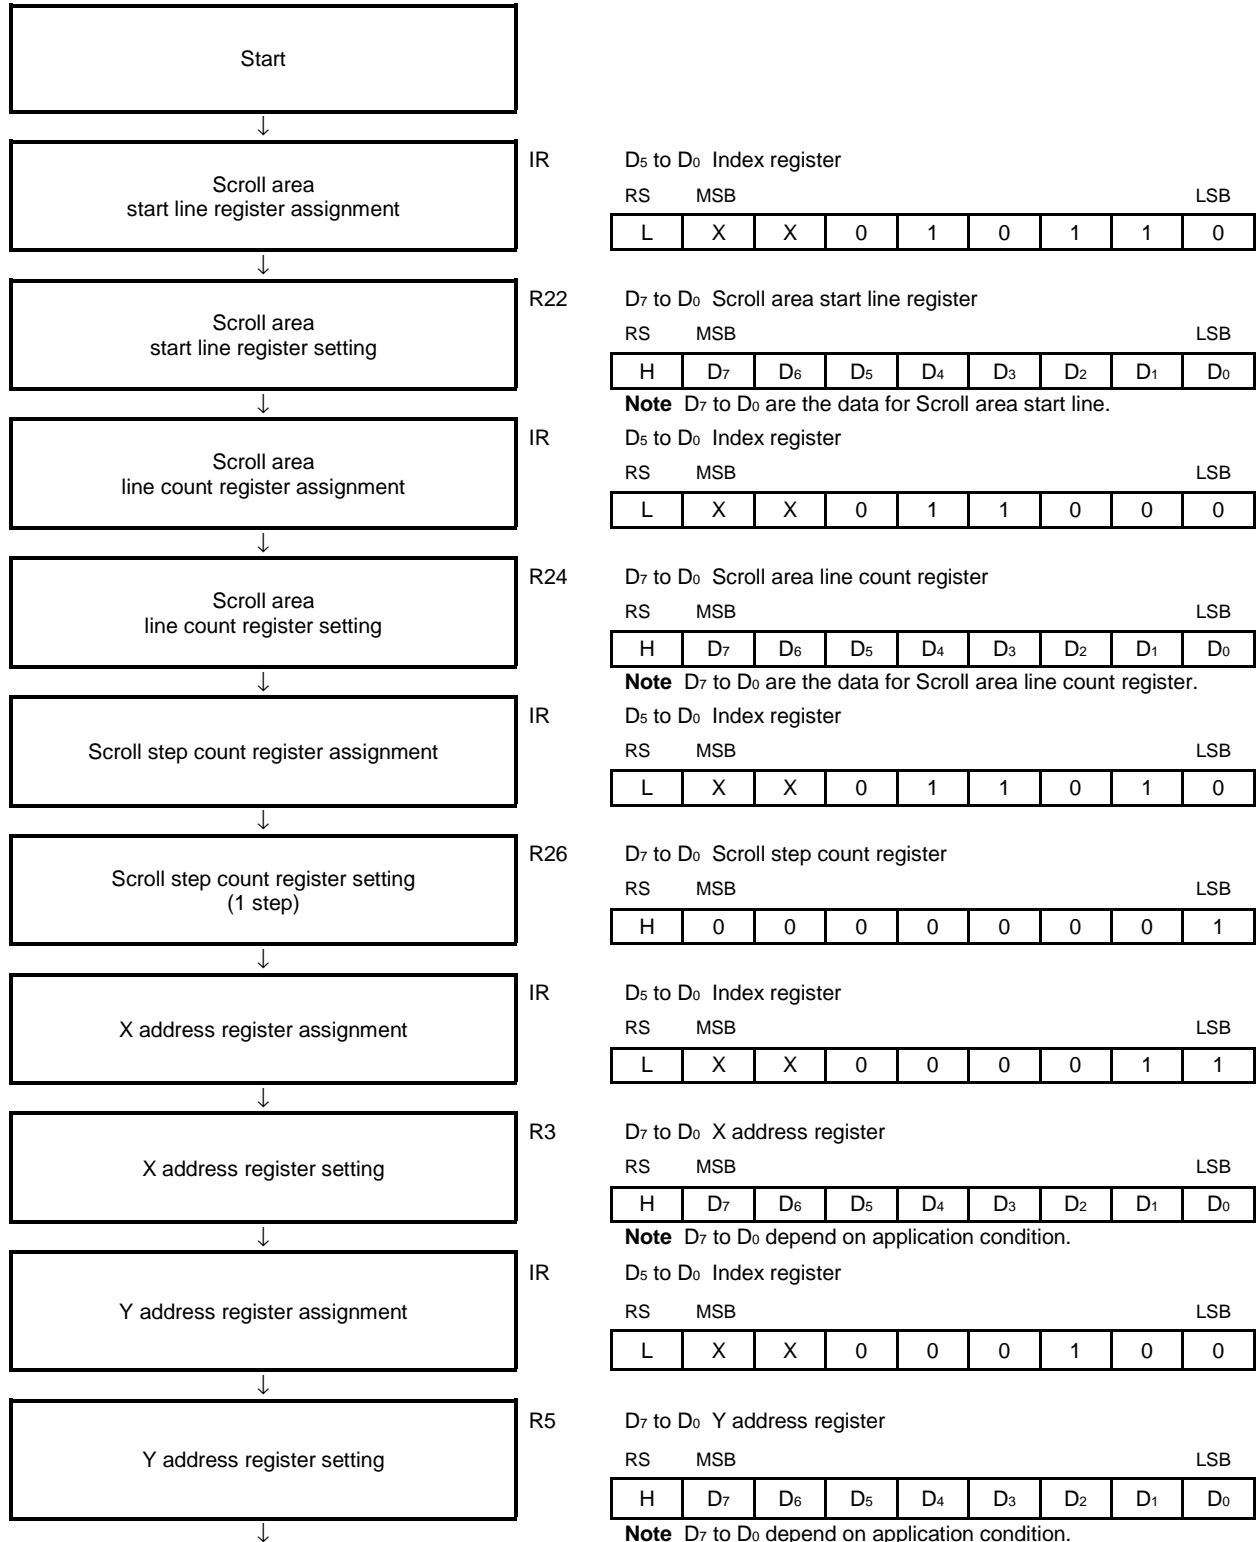 Start
↓
Scroll area
start line register assignment
IR
D5 to D0 Index register
RS MSB LSB
L X X 0 1 0 1 1 0
↓
Scroll area
start line register setting
R22
D7 to D0 Scroll area start line register
RS MSB LSB
H D7 D6 D5 D4 D3 D2 D1 D0
Note D7 to D0 are the data for Scroll area start line.
↓
Scroll area
line count register assignment
IR
D5 to D0 Index register
RS MSB LSB
L X X 0 1 1 0 0 0
↓
Scroll area
line count register setting
R24
D7 to D0 Scroll area line count register
RS MSB LSB
H D7 D6 D5 D4 D3 D2 D1 D0
Note D7 to D0 are the data for Scroll area line count register.
↓
Scroll step count register assignment
IR
D5 to D0 Index register
RS MSB LSB
L X X 0 1 1 0 1 0
↓
Scroll step count register setting
(1 step)
R26
D7 to D0 Scroll step count register
RS MSB LSB
H 0 0 0 0 0 0 0 1
↓
X address register assignment
IR
D5 to D0 Index register
RS MSB LSB
L X X 0 0 0 0 1 1
↓
X address register setting
R3
D7 to D0 X address register
RS MSB LSB
H D7 D6 D5 D4 D3 D2 D1 D0
Note D7 to D0 depend on application condition.
↓
Y address register assignment
IR
D5 to D0 Index register
RS MSB LSB
L X X 0 0 0 1 0 0
↓
Y address register setting
R5
D7 to D0 Y address register
RS MSB LSB
H D7 D6 D5 D4 D3 D2 D1 D0
Note D7 to D0 depend on application condition.
↓